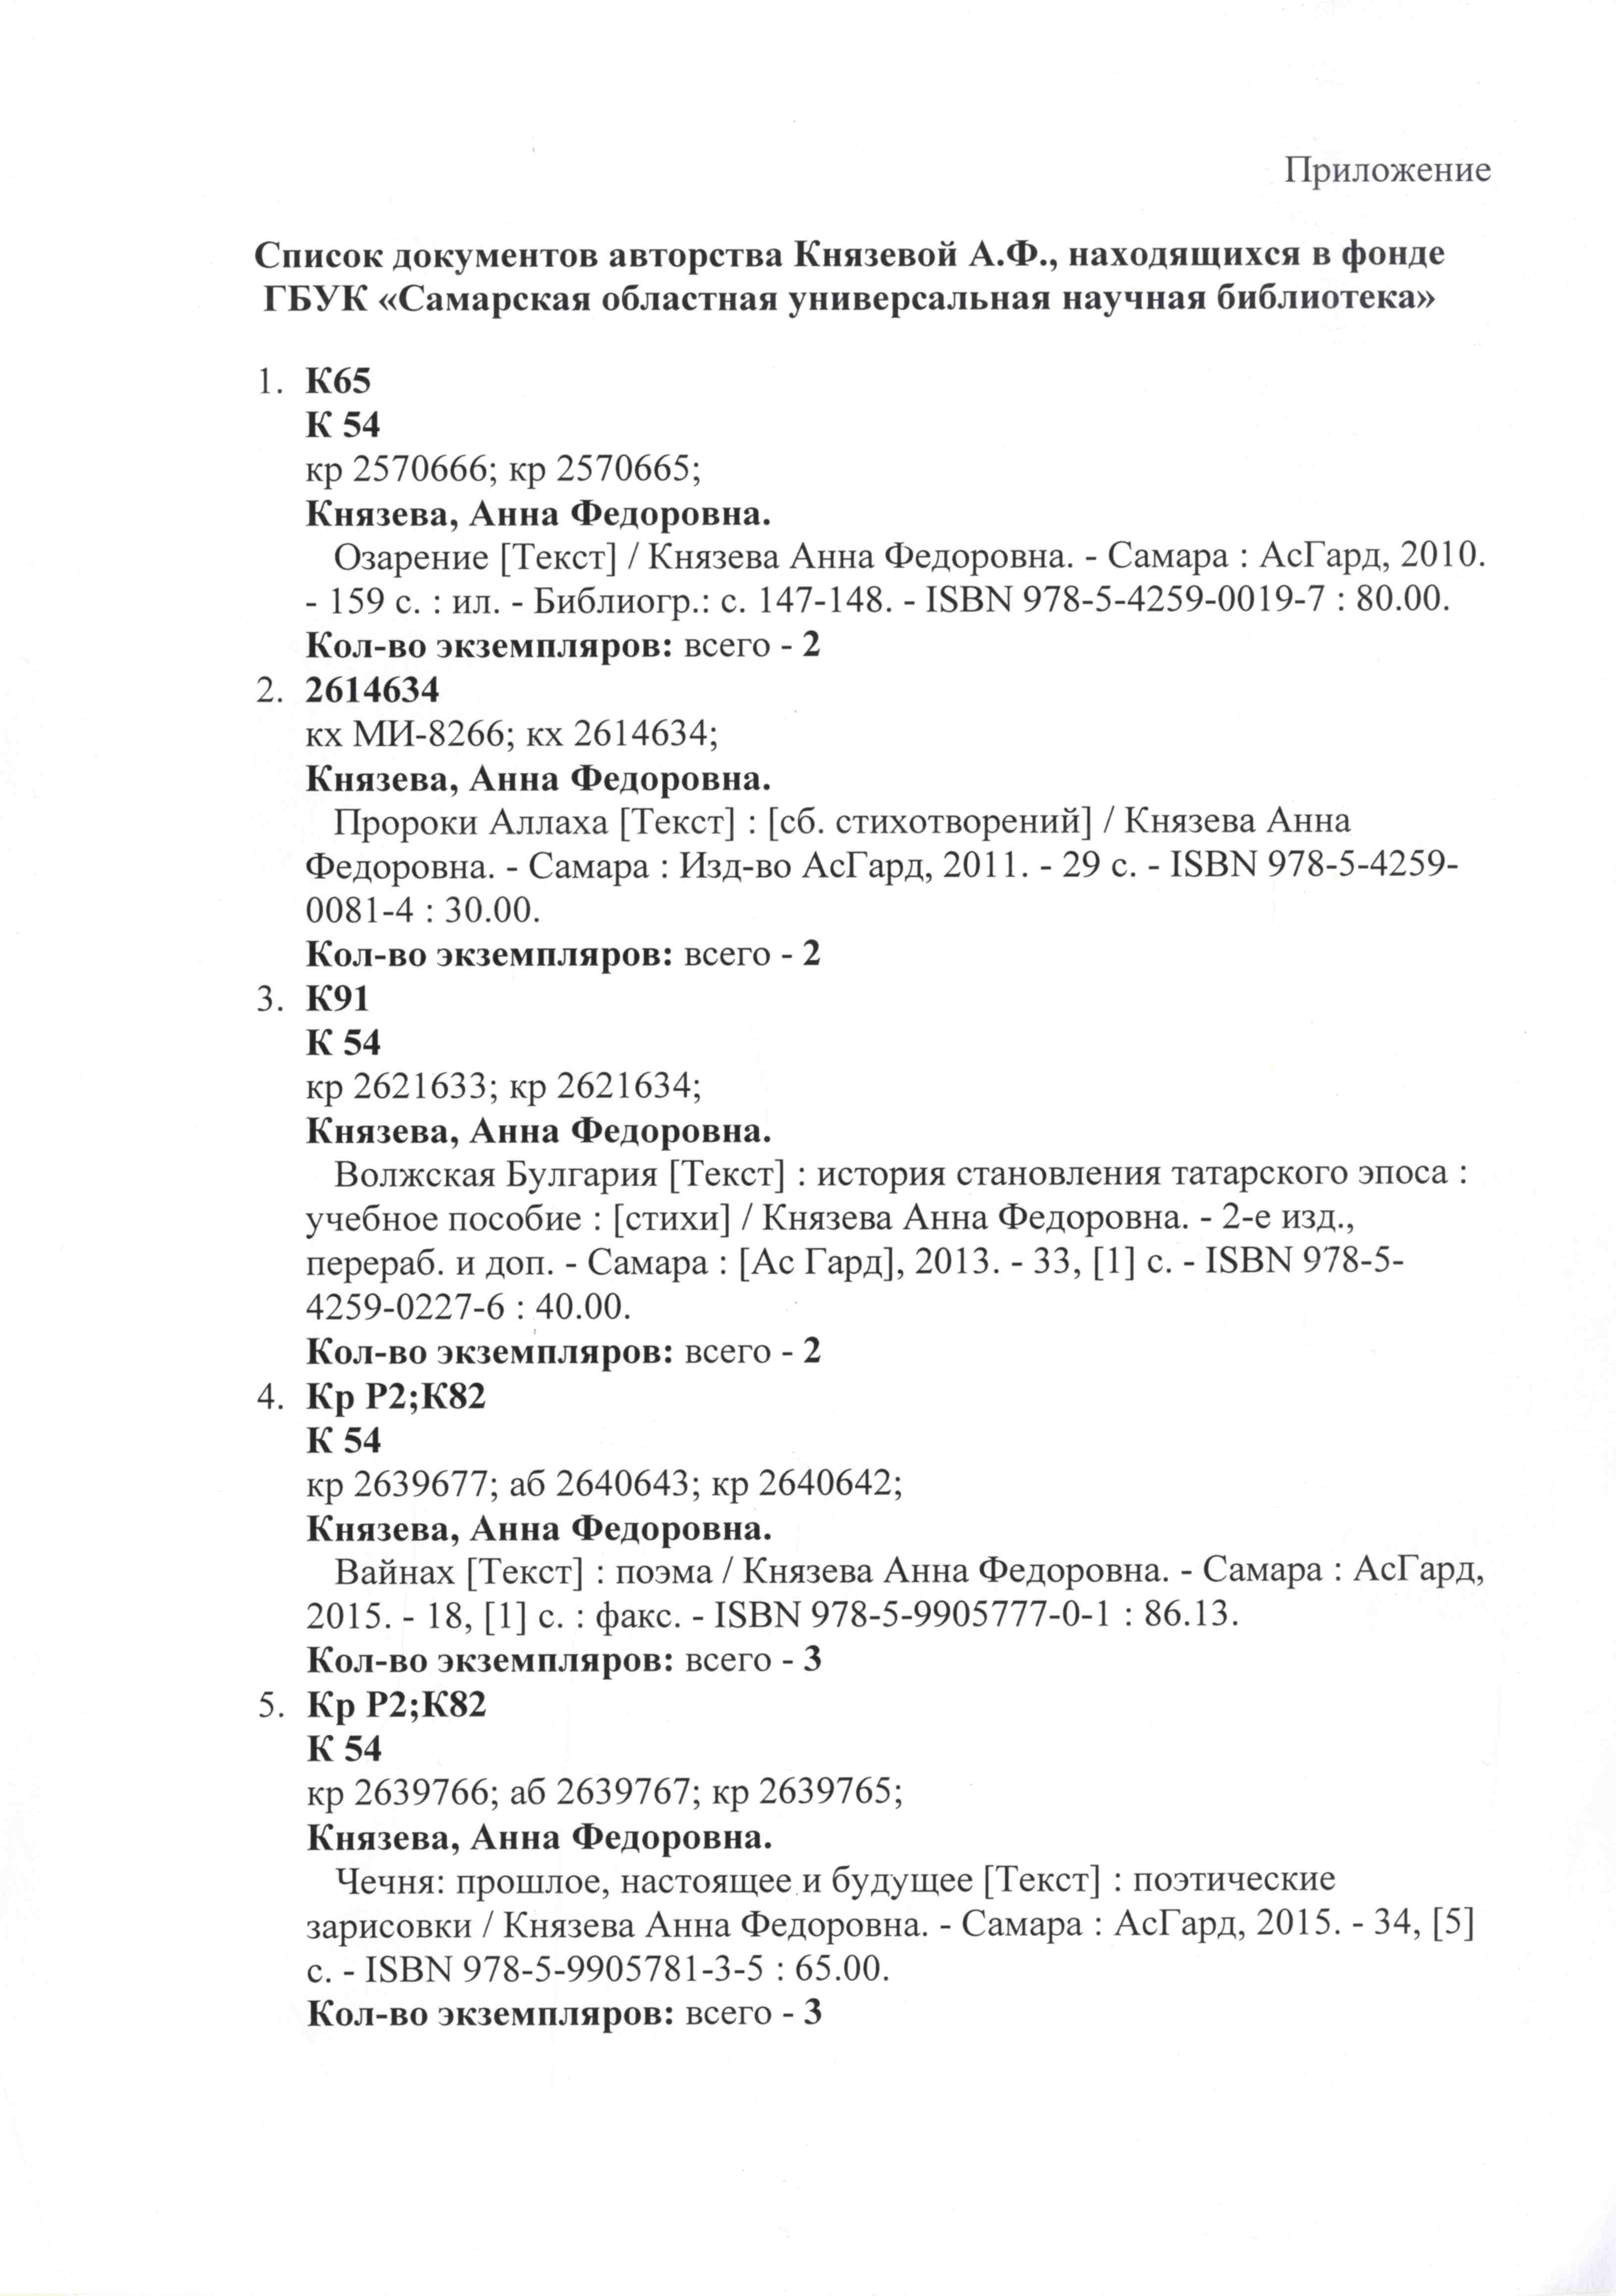 Приложение
Список документов авторства Князевой А.Ф., находящихся в фонде
ГБУК «Самарская областная универсальная научная библиотека»
1. К65
К 54
кр 2570666; кр 2570665;
Князева, Анна Федоровна.
Озарение [Текст] / Князева Анна Федоровна. - Самара : АсГард, 2010.
- 159 с. : ил. - Библиогр.: с. 147-148. - ISBN 978-5-4259-0019-7 : 80.00.
Кол-во экземпляров: всего - 2
2. 2614634
кх МИ-8266; кх 2614634;
Князева, Анна Федоровна.
Пророки Аллаха [Текст] : [сб. стихотворений] / Князева Анна
Федоровна. - Самара : Изд-во АсГард, 2011. - 29 с. - ISBN 978-5-4259-
0081-4 : 30.00.
Кол-во экземпляров: всего - 2
3. К91
К 54
кр 2621633; кр 2621634;
Князева, Анна Федоровна.
Волжская Булгария [Текст] : история становления татарского эпоса :
учебное пособие : [стихи] / Князева Анна Федоровна. - 2-е изд.,
перераб. и доп. - Самара : [Ас Гард], 2013. - 33, [1] с. - ISBN 978-5-
4259-0227-6 : 40.00.
Кол-во экземпляров: всего - 2
4. Кр Р2;К82
К 54
кр 2639677; аб 2640643; кр 2640642;
Князева, Анна Федоровна.
Вайнах [Текст] : поэма / Князева Анна Федоровна. - Самара : АсГард,
2015. - 18, [1] с. : факс. - ISBN 978-5-9905777-0-1 : 86.13.
Кол-во экземпляров: всего - 3
5. Кр Р2;К82
К 54
кр 2639766; аб 2639767; кр 2639765;
Князева, Анна Федоровна.
Чечня: прошлое, настоящее и будущее [Текст] : поэтические
зарисовки / Князева Анна Федоровна. - Самара : АсГард, 2015. - 34, [5]
с. - ISBN 978-5-9905781-3-5 : 65.00.
Кол-во экземпляров: всего - 3